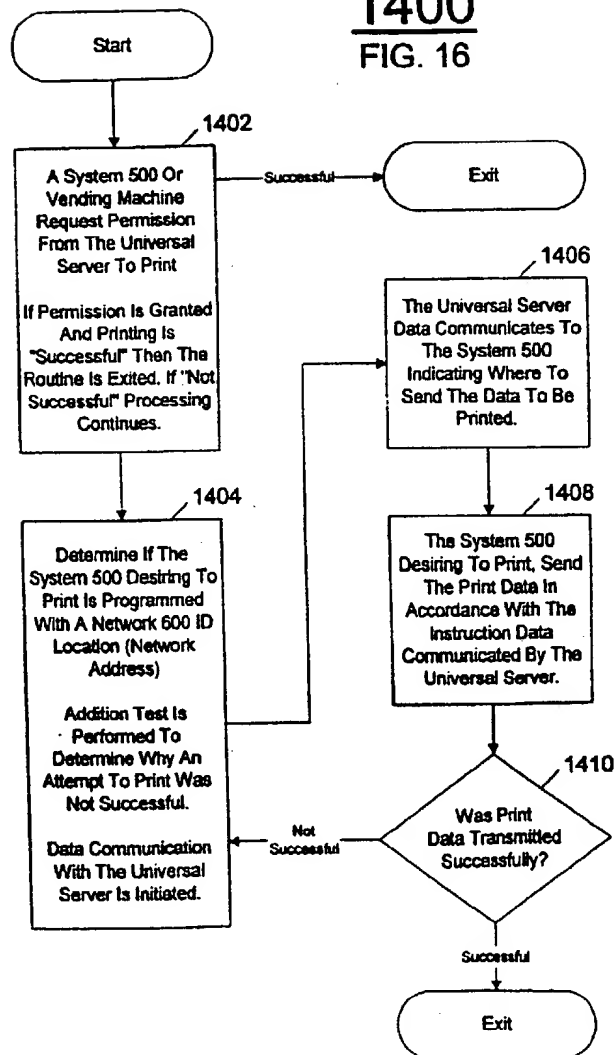 1400
FIG. 16
Start
1402
A System 500 Or
Vending Machine
Request Permission
From The Universal
Server To Print
If Permission Is Granted
And Printing Is
"Successful" Then The
Routine Is Exited. If "Not
Successful" Processing
Continues.
Successful
Exit
1404
Determine If The
System 500 Desiring To
Print Is Programmed
With A Network 600 ID
Location (Network
Address)
Addition Test Is
Performed To
Determine Why An
Attempt To Print Was
Not Successful.
Data Communication
With The Universal
Server Is Initiated.
1406
The Universal Server
Data Communicates To
The System 500
Indicating Where To
Send The Data To Be
Printed.
1408
The System 500
Desiring To Print, Send
The Print Data In
Accordance With The
Instruction Data
Communicated By The
Universal Server.
1410
Was Print
Data Transmitted
Successfully?
Not
Successful
Successful
Exit